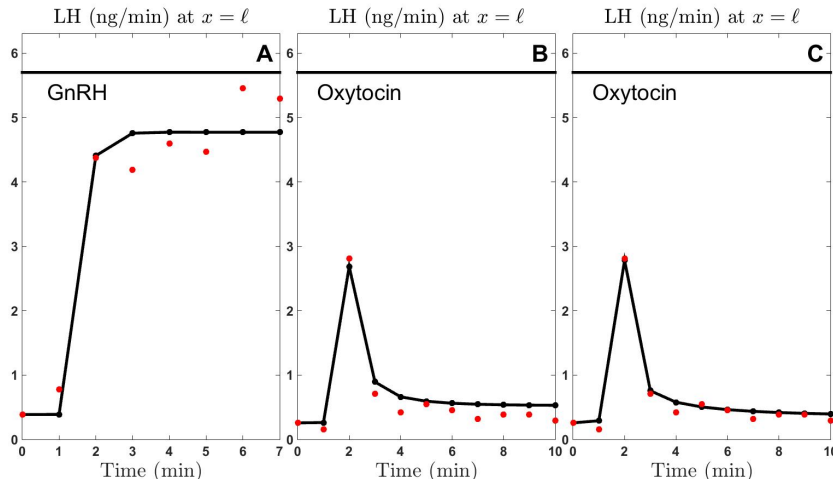 LH (ng/min) at x = ℓ
A
GnRH
6
5
4
3
2
1
0
0 1 2 3 4 5 6 7
Time (min)
LH (ng/min) at x = ℓ
B
Oxytocin
6
5
4
3
2
1
0
0 2 4 6 8 10
Time (min)
LH (ng/min) at x = ℓ
C
Oxytocin
6
5
4
3
2
1
0
0 2 4 6 8 10
Time (min)